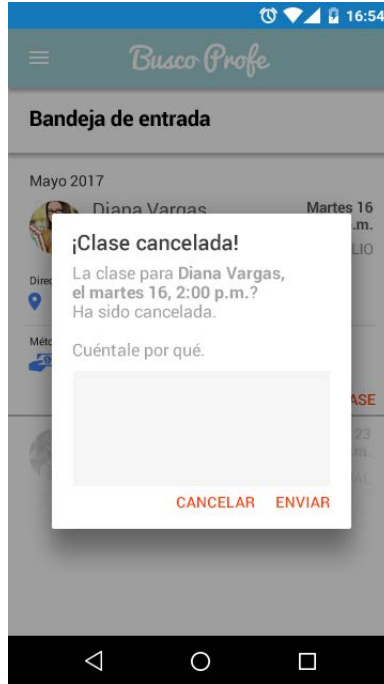 16:54
Busco Profe
Bandeja de entrada
Mayo 2017
Diana Vargas
Martes 16
.m.
LIO
¡Clase cancelada!
La clase para Diana Vargas,
el martes 16, 2:00 p.m.?
Ha sido cancelada.
Direc
Méto
Cuéntale por qué.
ASE
23
.m.
AL
CANCELAR ENVIAR